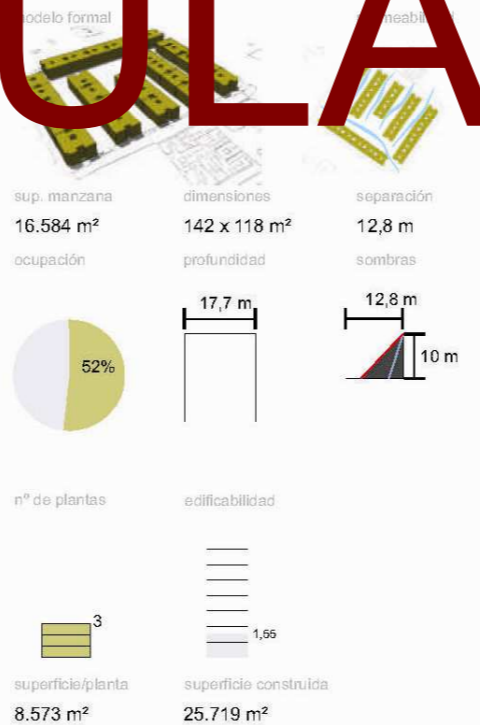 ULA
sup. manzana dimensiones separación
16.584 m² 142 x 118 m² 12,8 m
ocupación profundidad sombras
17,7 m 12,8 m
52% 10 m
nº de plantas edificabilidad
3
1,55
superficie/planta superficie construida
8.573 m² 25.719 m²